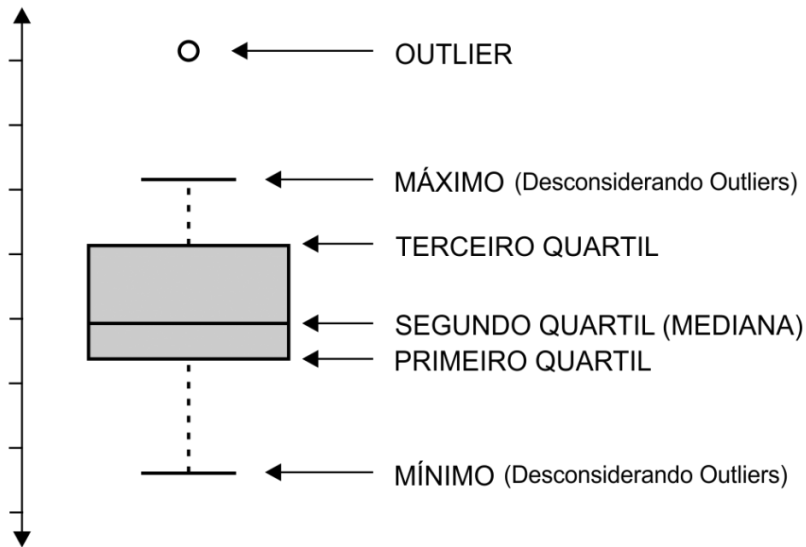 OUTLIER
MÁXIMO (Desconsiderando Outliers)
TERCEIRO QUARTIL
SEGUNDO QUARTIL (MEDIANA)
PRIMEIRO QUARTIL
MÍNIMO (Desconsiderando Outliers)